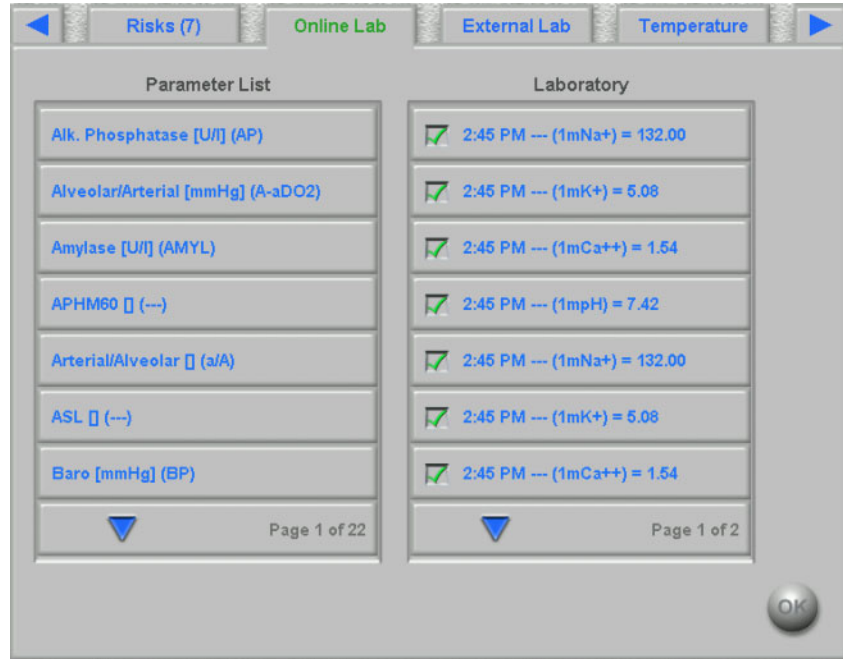 Risks (7)
Online Lab
External Lab
Temperature
Parameter List
Alk. Phosphatase [U/l] (AP)
Alveolar/Arterial [mmHg] (A-aDO2)
Amylase [U/l] (AMYL)
APHM60 [] (---)
Arterial/Alveolar [] (a/A)
ASL [] (---)
Baro [mmHg] (BP)
Page 1 of 22
Laboratory
2:45 PM --- (1mNa+) = 132.00
2:45 PM --- (1mK+) = 5.08
2:45 PM --- (1mCa++) = 1.54
2:45 PM --- (1mpH) = 7.42
2:45 PM --- (1mNa+) = 132.00
2:45 PM --- (1mK+) = 5.08
2:45 PM --- (1mCa++) = 1.54
Page 1 of 2
OK